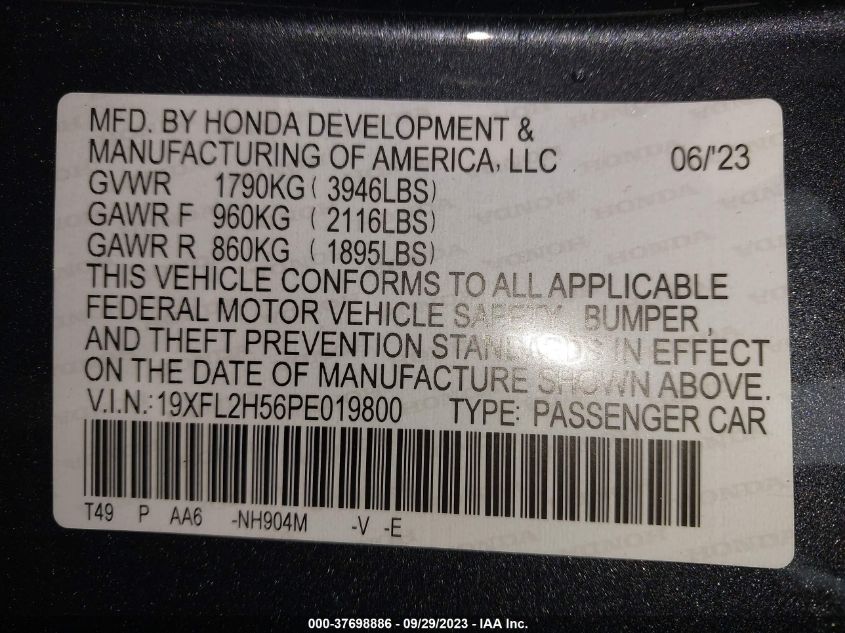 MFD. BY HONDA DEVELOPMENT &
MANUFACTURING OF AMERICA, LLC 06/'23
GVWR 1790KG ( 3946LBS)
GAWR F 960KG ( 2116LBS)
GAWR R 860KG ( 1895LBS)
THIS VEHICLE CONFORMS TO ALL APPLICABLE
FEDERAL MOTOR VEHICLE SAFETY, BUMPER,
AND THEFT PREVENTION STANDARDS IN EFFECT
ON THE DATE OF MANUFACTURE SHOWN ABOVE.
V.I.N.: 19XFL2H56PE019800 TYPE: PASSENGER CAR
T49 P AA6 -NH904M -V -E
000-37698886 - 09/29/2023 - IAA Inc.